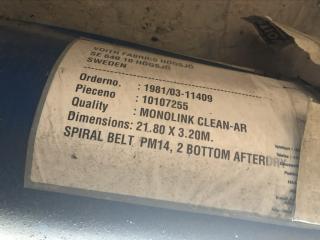 VOITH FABRICS HÖGSJÖ
SE 640 10 HÖGSJÖ
SWEDEN
Orderno. : 1981/03-11409
Pieceno : 10107255
Quality : MONOLINK CLEAN-AR
Dimensions: 21.80 X 3.20M.
SPIRAL BELT PM14, 2 BOTTOM AFTERDR